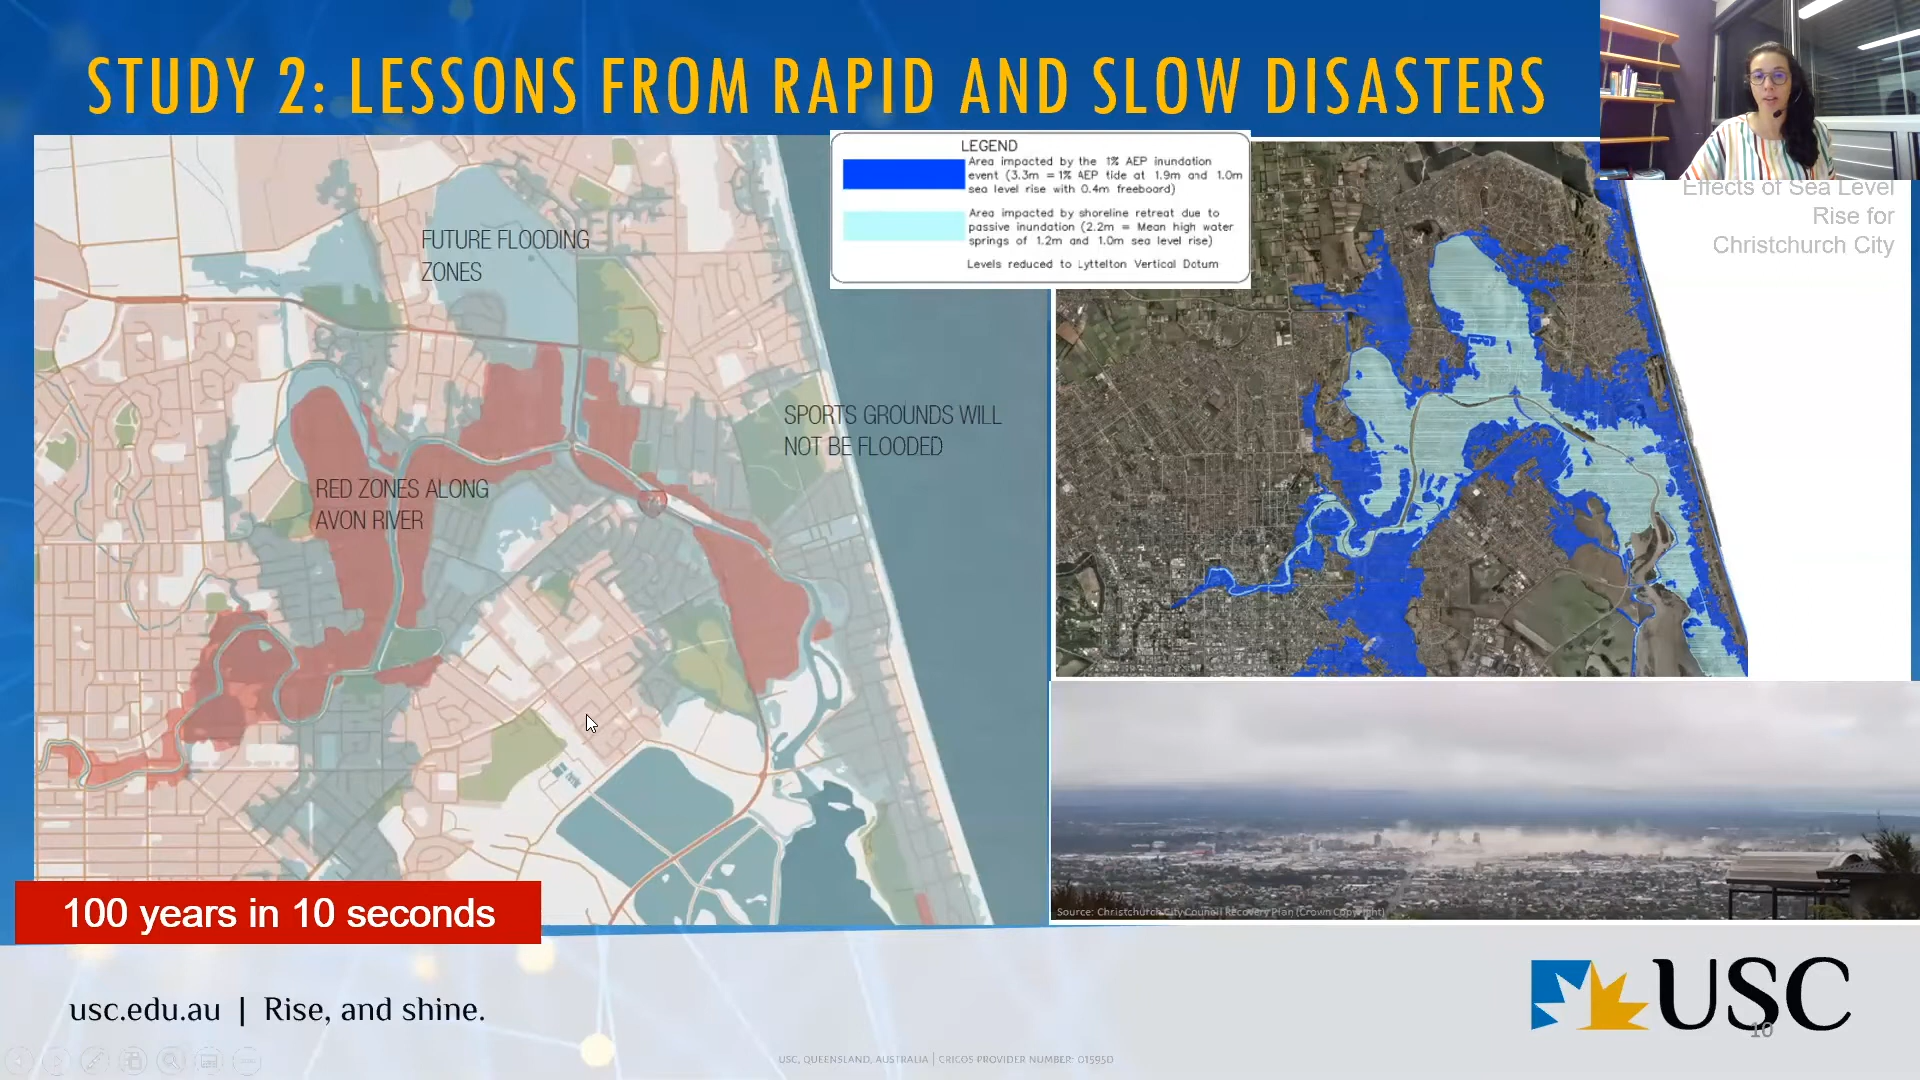 STUDY 2: LESSONS FROM RAPID AND SLOW DISASTERS
LEGEND
Area impacted by the 1% AEP inundation
event (3.3m = 1% AEP tide at 1.9m and 1.0m
sea level rise with 0.4m freeboard)
Area impacted by shoreline retreat due to
passive inundation (2.2m = Mean high water
springs of 1.2m and 1.0m sea level rise)
Levels reduced to Lyttelton Vertical Datum
Effects of Sea Level
Rise for
Christchurch City
FUTURE FLOODING
ZONES
SPORTS GROUNDS WILL
NOT BE FLOODED
RED ZONES ALONG
AVON RIVER
74
100 years in 10 seconds
Source: Christchurch City Council Recovery Plan (Crown Copyright)
usc.edu.au | Rise, and shine.
USC
10
USC, QUEENSLAND, AUSTRALIA | CRICOS PROVIDER NUMBER: 01595D